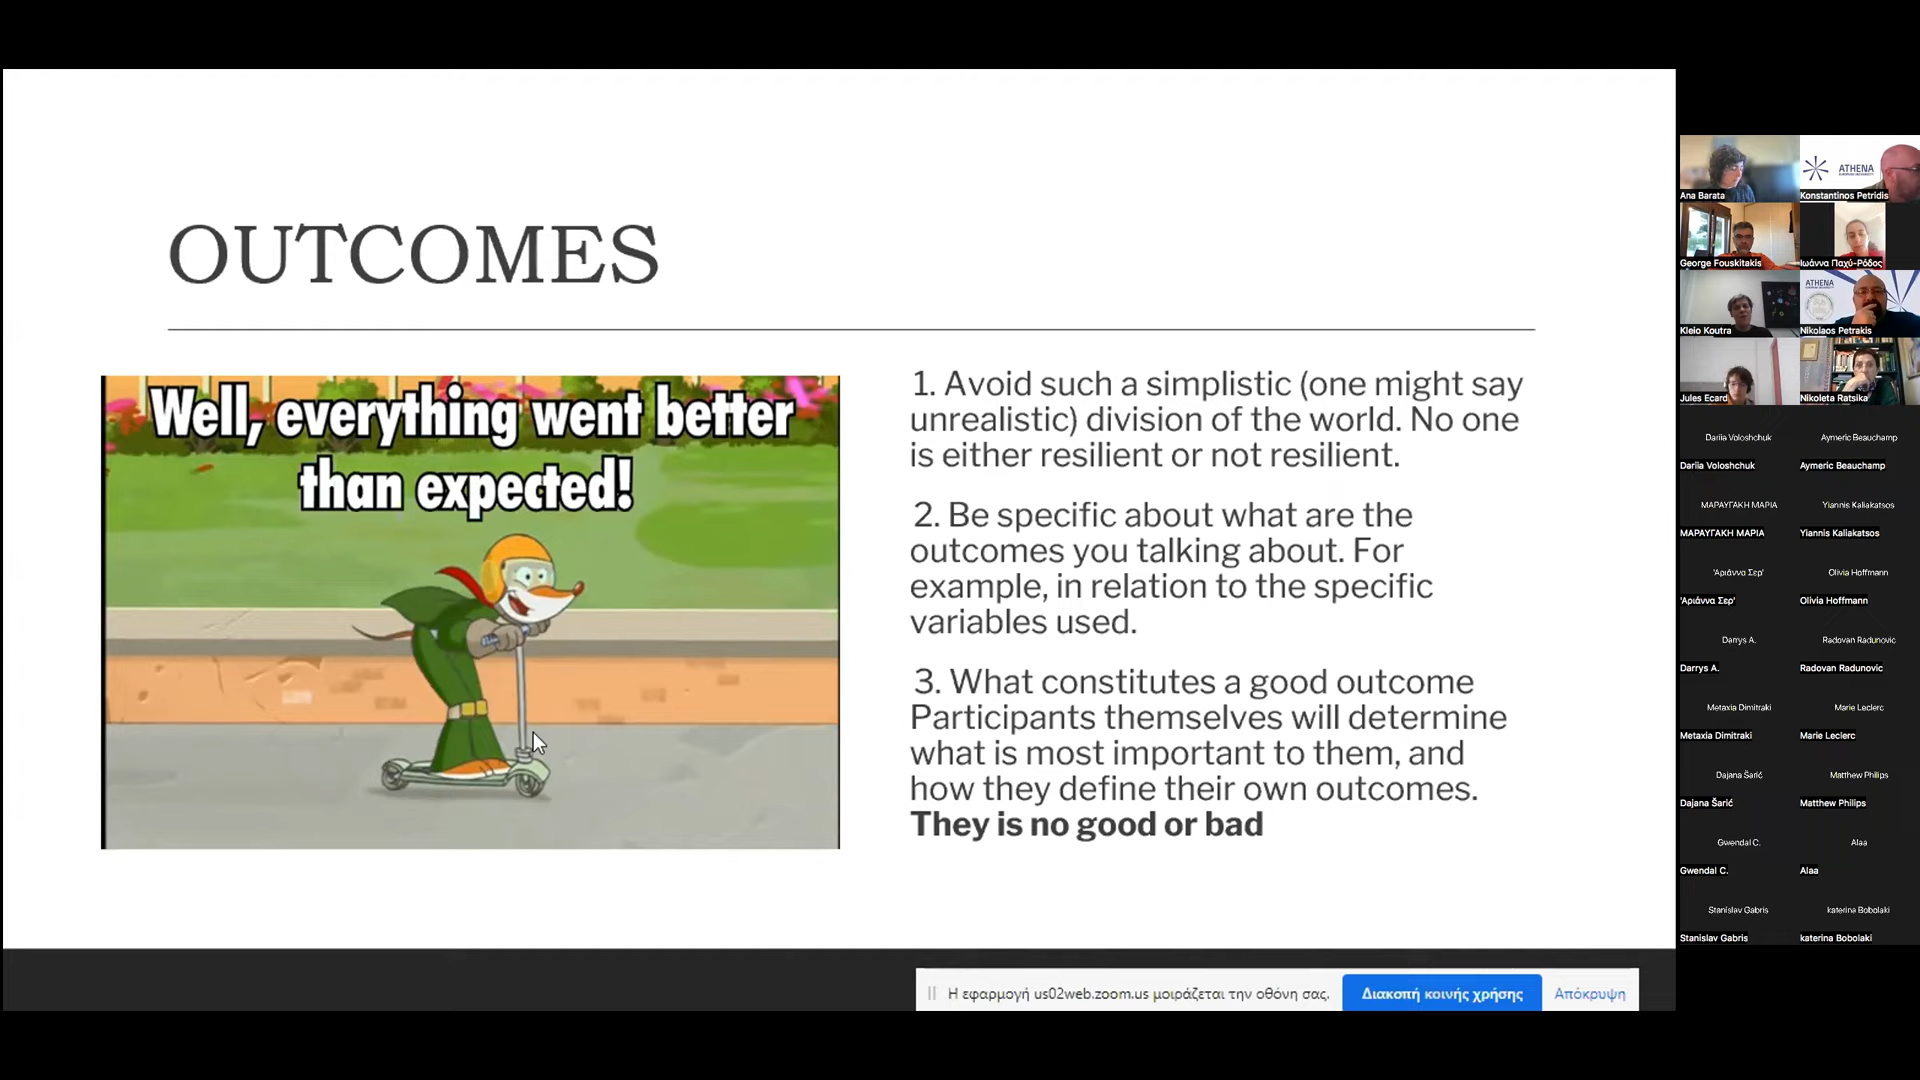 OUTCOMES
Well, everything went better
than expected!
1. Avoid such a simplistic (one might say
unrealistic) division of the world. No one
is either resilient or not resilient.
2. Be specific about what are the
outcomes you talking about. For
example, in relation to the specific
variables used.
3. What constitutes a good outcome
Participants themselves will determine
what is most important to them, and
how they define their own outcomes.
They is no good or bad
Η εφαρμογή us02web.zoom.us μοιράζεται την οθόνη σας.
Διακοπή κοινής χρήσης
Απόκρυψη
ATHENA
Ana Barata
Konstantinos Petridis
George Fouskitakis
Ιωάννα Παχύ-Ρόδος
ATHENA
Kleio Koutra
Nikolaos Petrakis
Jules Ecard
Nikoleta Ratsika
Dariia Voloshchuk
Aymeric Beauchamp
Dariia Voloshchuk
Aymeric Beauchamp
ΜΑΡΑΥΓΑΚΗ ΜΑΡΙΑ
Yiannis Kaliakatsos
ΜΑΡΑΥΓΑΚΗ ΜΑΡΙΑ
Yiannis Kaliakatsos
'Αριάννα Σερ'
Olivia Hoffmann
'Αριάννα Σερ'
Olivia Hoffmann
Darrys A.
Radovan Radunovic
Darrys A.
Radovan Radunovic
Metaxia Dimitraki
Marie Leclerc
Metaxia Dimitraki
Marie Leclerc
Dajana Šarić
Matthew Philips
Dajana Šarić
Matthew Philips
Gwendal C.
Alaa
Gwendal C.
Alaa
Stanislav Gabris
katerina Bobolaki
Stanislav Gabris
katerina Bobolaki